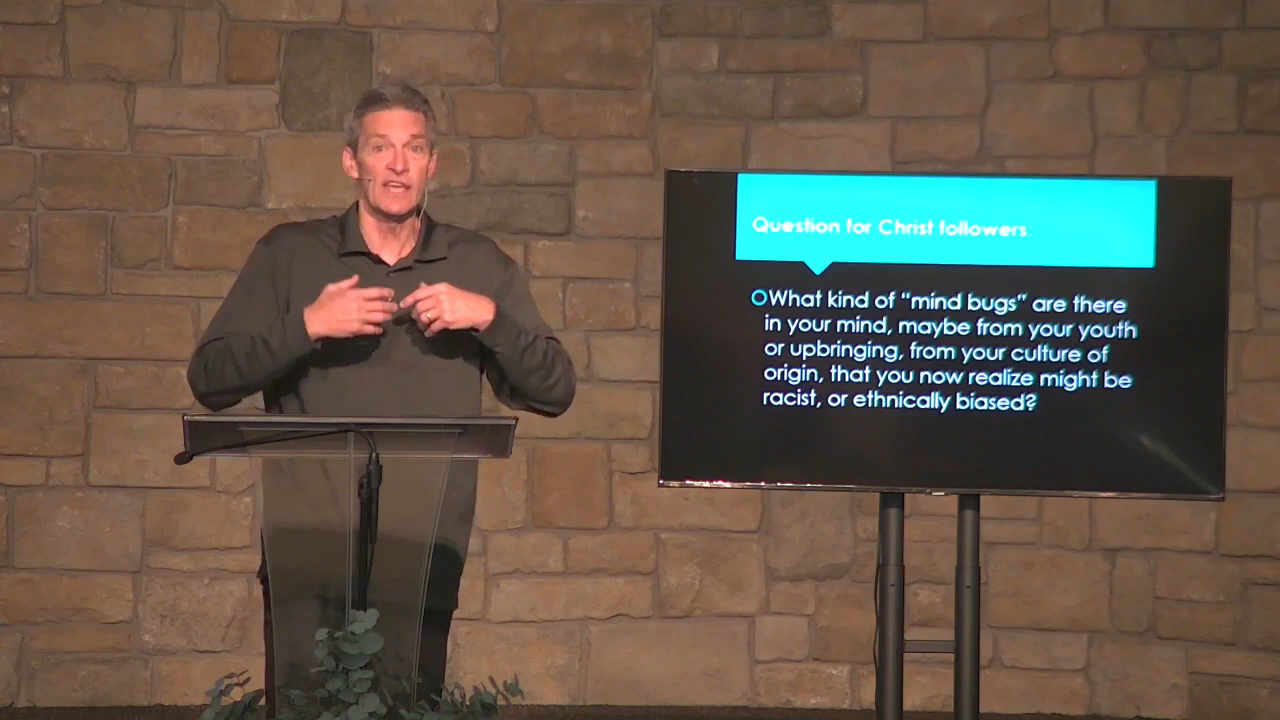 Question for Christ followers:
What kind of “mind bugs” are there
in your mind, maybe from your youth
or upbringing, from your culture of
origin, that you now realize might be
racist, or ethnically biased?